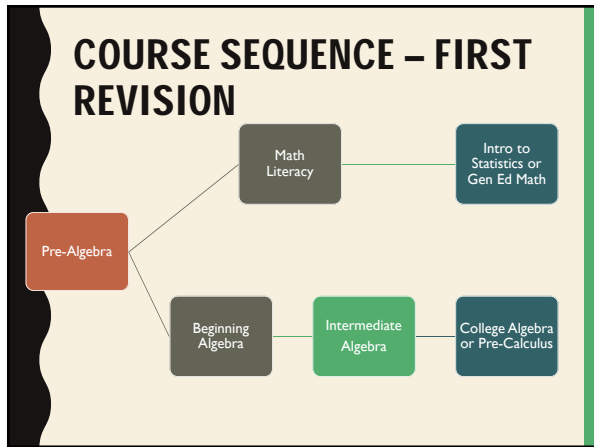 COURSE SEQUENCE – FIRST
REVISION
Math
Literacy
Intro to
Statistics or
Gen Ed Math
Pre-Algebra
Beginning
Algebra
Intermediate
Algebra
College Algebra
or Pre-Calculus